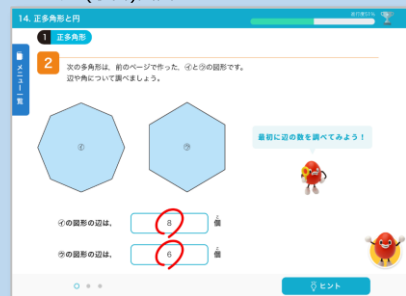 14. 正多角形と円
1 正多角形
メニュー一覧
2
次の多角形は、前のページで作った、㋑と㋒の図形です。
辺や角について調べましょう。
㋑
㋒
最初に辺の数を調べてみよう！
㋑の図形の辺は、 8 個
㋒の図形の辺は、 6 個
ヒント